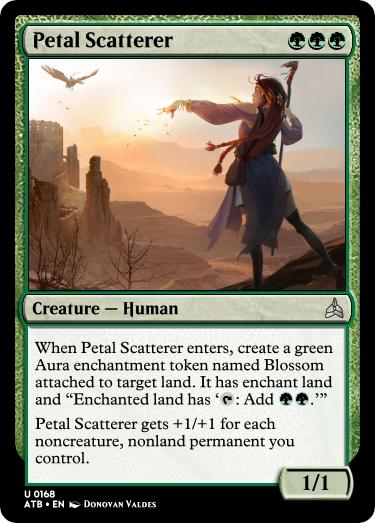 Petal Scatterer
Creature — Human
When Petal Scatterer enters, create a green
Aura enchantment token named Blossom
attached to target land. It has enchant land
and “Enchanted land has ‘: Add .’”
Petal Scatterer gets +1/+1 for each
noncreature, nonland permanent you
control.
1/1
U 0168
ATB • EN Donovan Valdes